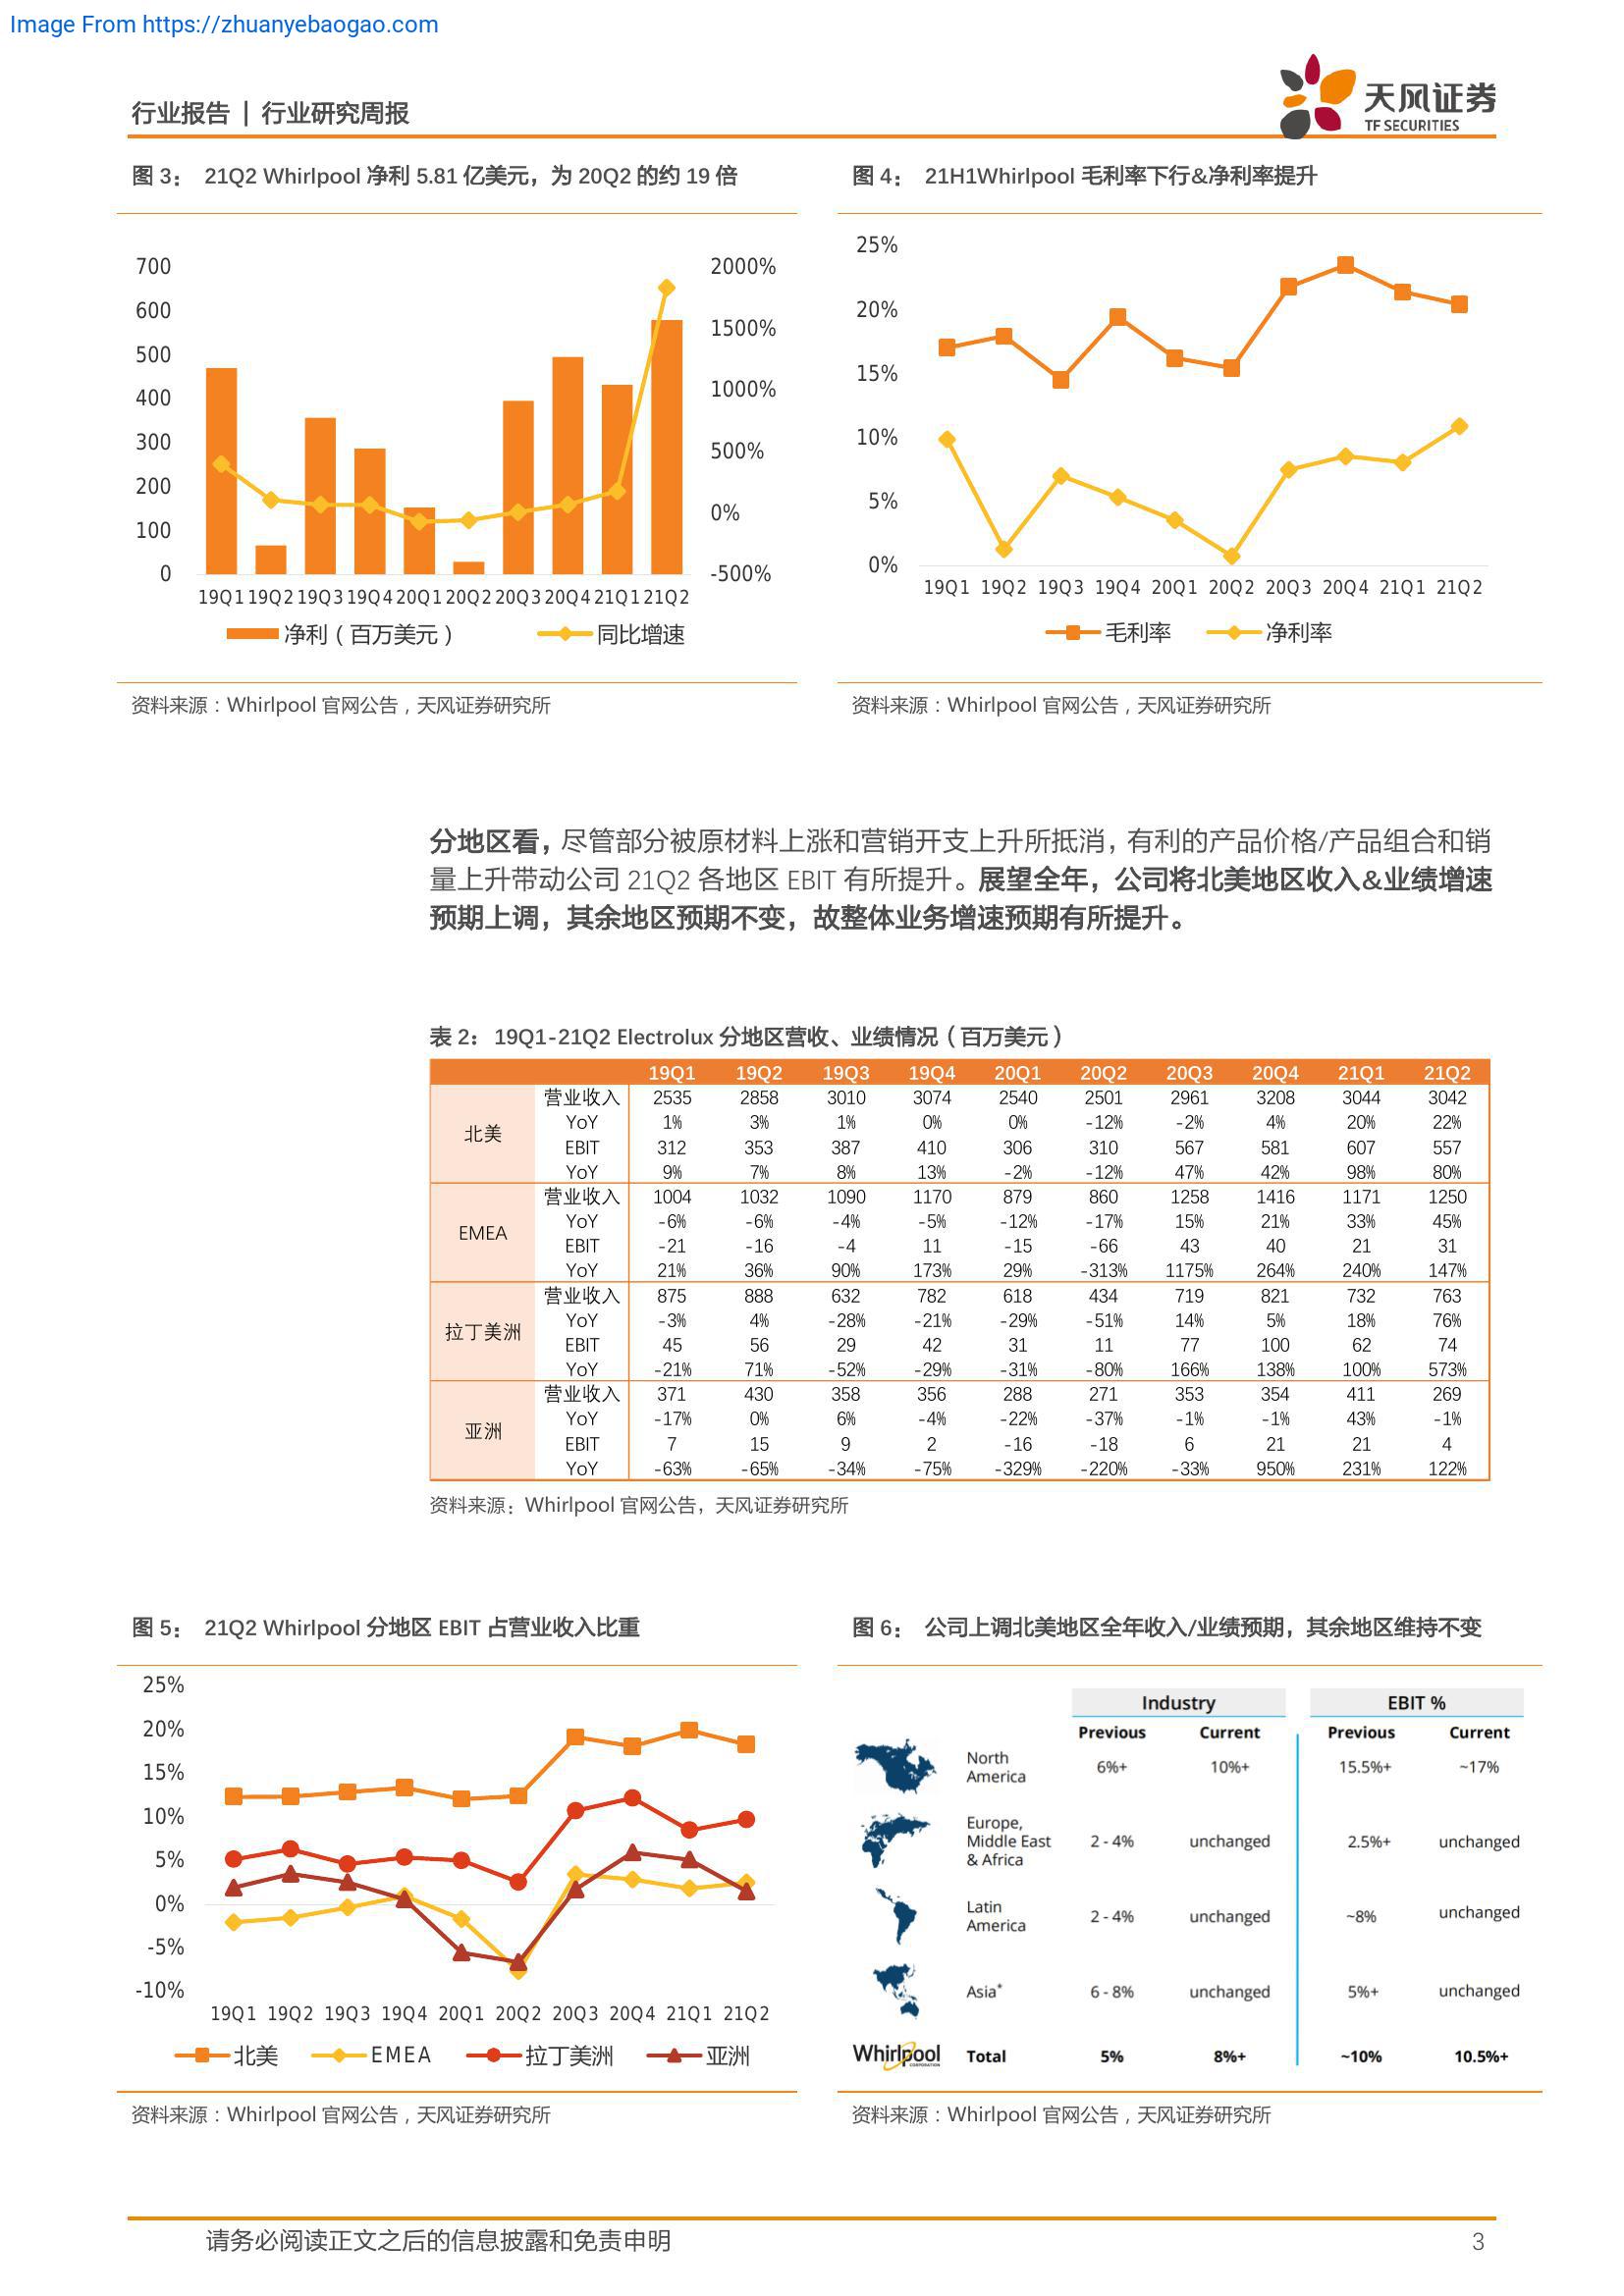 Image From https://zhuanyebaogao.com
行业报告 | 行业研究周报
天风证券
TF SECURITIES
图 3： 21Q2 Whirlpool 净利 5.81 亿美元，为 20Q2 的约 19 倍
700
600
500
400
300
200
100
0
2000%
1500%
1000%
500%
0%
-500%
19Q1 19Q2 19Q3 19Q4 20Q1 20Q2 20Q3 20Q4 21Q1 21Q2
净利（百万美元） 同比增速
资料来源：Whirlpool 官网公告，天风证券研究所
图 4： 21H1Whirlpool 毛利率下行&净利率提升
25%
20%
15%
10%
5%
0%
19Q1 19Q2 19Q3 19Q4 20Q1 20Q2 20Q3 20Q4 21Q1 21Q2
毛利率 净利率
资料来源：Whirlpool 官网公告，天风证券研究所
分地区看，尽管部分被原材料上涨和营销开支上升所抵消，有利的产品价格/产品组合和销
量上升带动公司 21Q2 各地区 EBIT 有所提升。展望全年，公司将北美地区收入&业绩增速
预期上调，其余地区预期不变，故整体业务增速预期有所提升。
表 2：19Q1-21Q2 Electrolux 分地区营收、业绩情况（百万美元）
19Q1 19Q2 19Q3 19Q4 20Q1 20Q2 20Q3 20Q4 21Q1 21Q2
北美
营业收入 2535 2858 3010 3074 2540 2501 2961 3208 3044 3042
YoY 1% 3% 1% 0% 0% -12% -2% 4% 20% 22%
EBIT 312 353 387 410 306 310 567 581 607 557
YoY 9% 7% 8% 13% -2% -12% 47% 42% 98% 80%
EMEA
营业收入 1004 1032 1090 1170 879 860 1258 1416 1171 1250
YoY -6% -6% -4% -5% -12% -17% 15% 21% 33% 45%
EBIT -21 -16 -4 11 -15 -66 43 40 21 31
YoY 21% 36% 90% 173% 29% -313% 1175% 264% 240% 147%
拉丁美洲
营业收入 875 888 632 782 618 434 719 821 732 763
YoY -3% 4% -28% -21% -29% -51% 14% 5% 18% 76%
EBIT 45 56 29 42 31 11 77 100 62 74
YoY -21% 71% -52% -29% -31% -80% 166% 138% 100% 573%
亚洲
营业收入 371 430 358 356 288 271 353 354 411 269
YoY -17% 0% 6% -4% -22% -37% -1% -1% 43% -1%
EBIT 7 15 9 2 -16 -18 6 21 21 4
YoY -63% -65% -34% -75% -329% -220% -33% 950% 231% 122%
资料来源：Whirlpool 官网公告，天风证券研究所
图 5： 21Q2 Whirlpool 分地区 EBIT 占营业收入比重
25%
20%
15%
10%
5%
0%
-5%
-10%
19Q1 19Q2 19Q3 19Q4 20Q1 20Q2 20Q3 20Q4 21Q1 21Q2
北美 EMEA 拉丁美洲 亚洲
资料来源：Whirlpool 官网公告，天风证券研究所
图 6： 公司上调北美地区全年收入/业绩预期，其余地区维持不变
Industry EBIT %
Previous Current Previous Current
North
America
6%+ 10%+ 15.5%+ ~17%
Europe,
Middle East
& Africa
2 - 4% unchanged 2.5%+ unchanged
Latin
America
2 - 4% unchanged ~8% unchanged
Asia* 6 - 8% unchanged 5%+ unchanged
Whirlpool
CORPORATION
Total 5% 8%+ ~10% 10.5%+
资料来源：Whirlpool 官网公告，天风证券研究所
请务必阅读正文之后的信息披露和免责申明 3